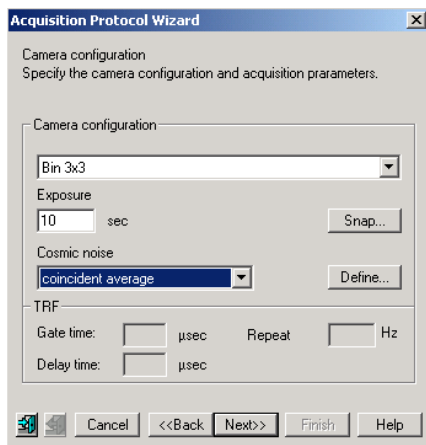 Acquisition Protocol Wizard
Camera configuration
Specify the camera configuration and acquisition prarameters.
Camera configuration
Bin 3x3
Exposure
10 sec Snap...
Cosmic noise
coincident average Define...
TRF
Gate time: µsec Repeat Hz
Delay time: µsec
Cancel <<Back Next>> Finish Help